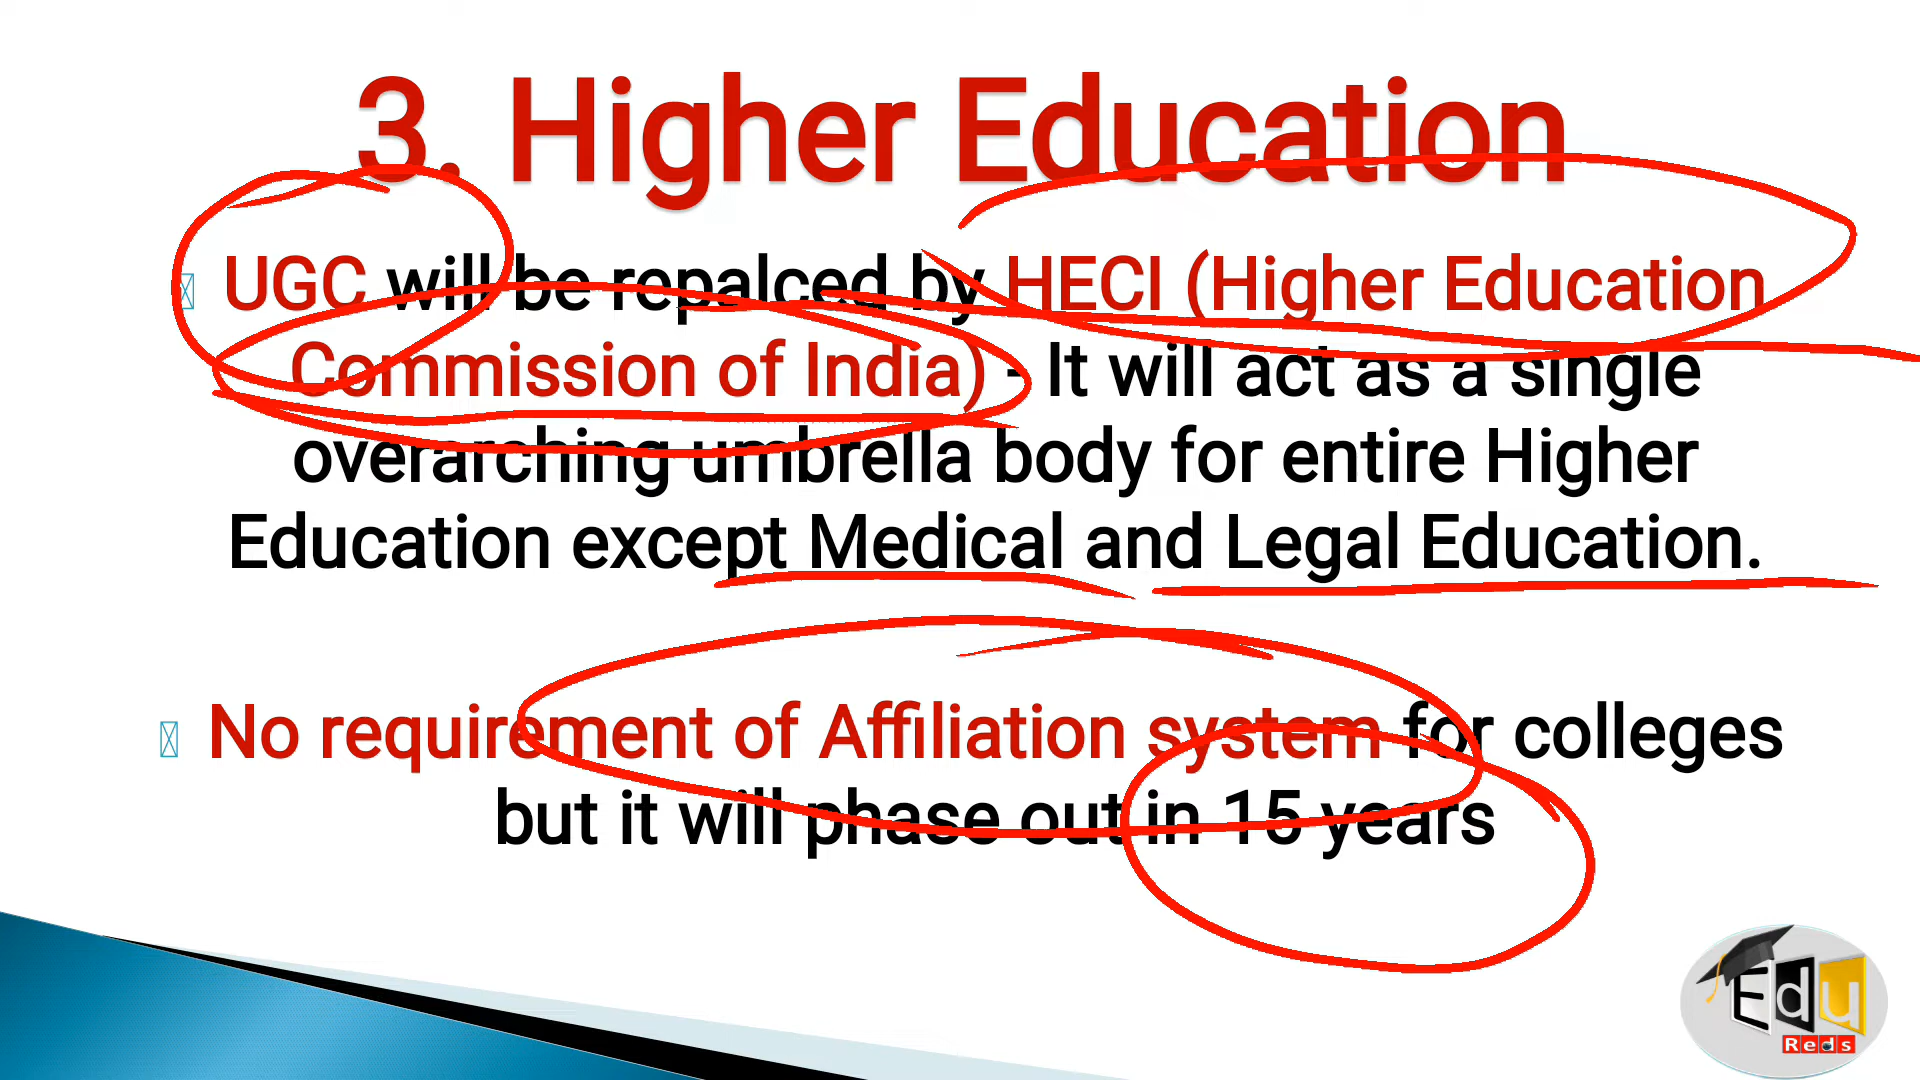 3. Higher Education
UGC will be repalced by HECI (Higher Education
Commission of India) - It will act as a single
overarching umbrella body for entire Higher
Education except Medical and Legal Education.
No requirement of Affiliation system for colleges
but it will phase out in 15 years
Edu
Reds